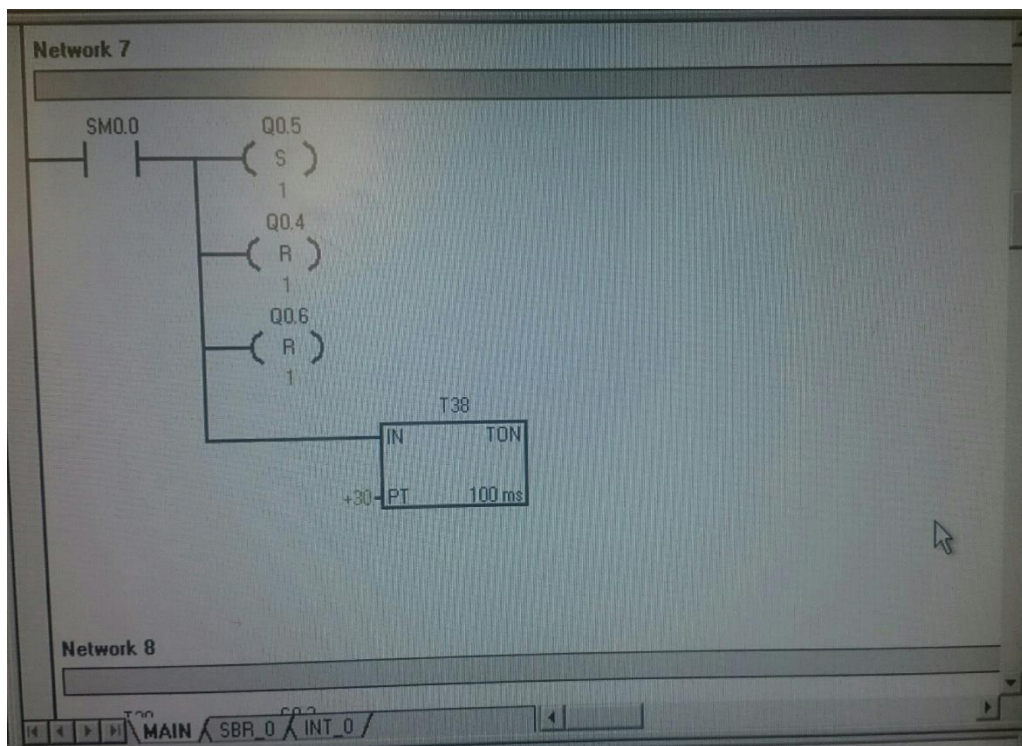 Network 7
SM0.0 Q0.5
S
1
Q0.4
R
1
Q0.6
R
1
T38
IN TON
+30 PT 100 ms
Network 8
MAIN SBR_0 INT_0